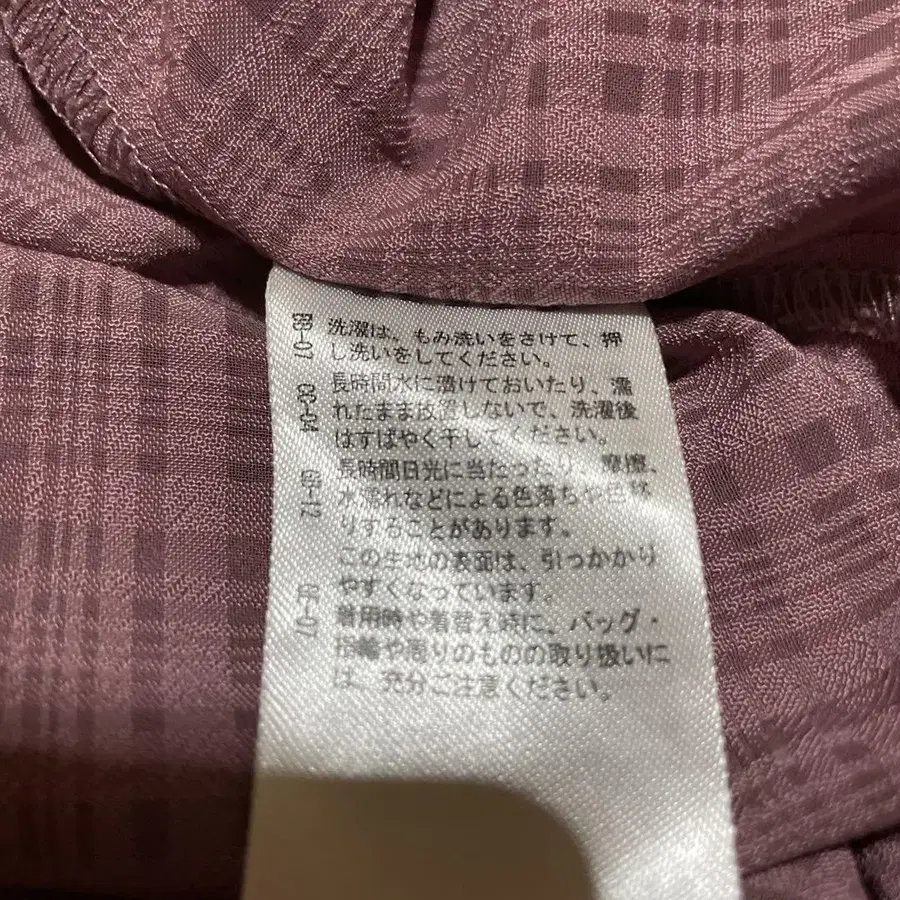 洗濯は、もみ洗いをさけて、押
し洗いをしてください。
長時間水に漬けておいたり、濡
れたまま放置しないで、洗濯後
はすばやく干してください。
長時間日光に当たったり、摩擦、
水濡れなどによる色落ちや色移
りすることがあります。
この生地の表面は、引っかかり
やすくなっています。
着用時や着替え時に、バッグ・
指輪や周りのものの取り扱いに
は、充分ご注意ください。